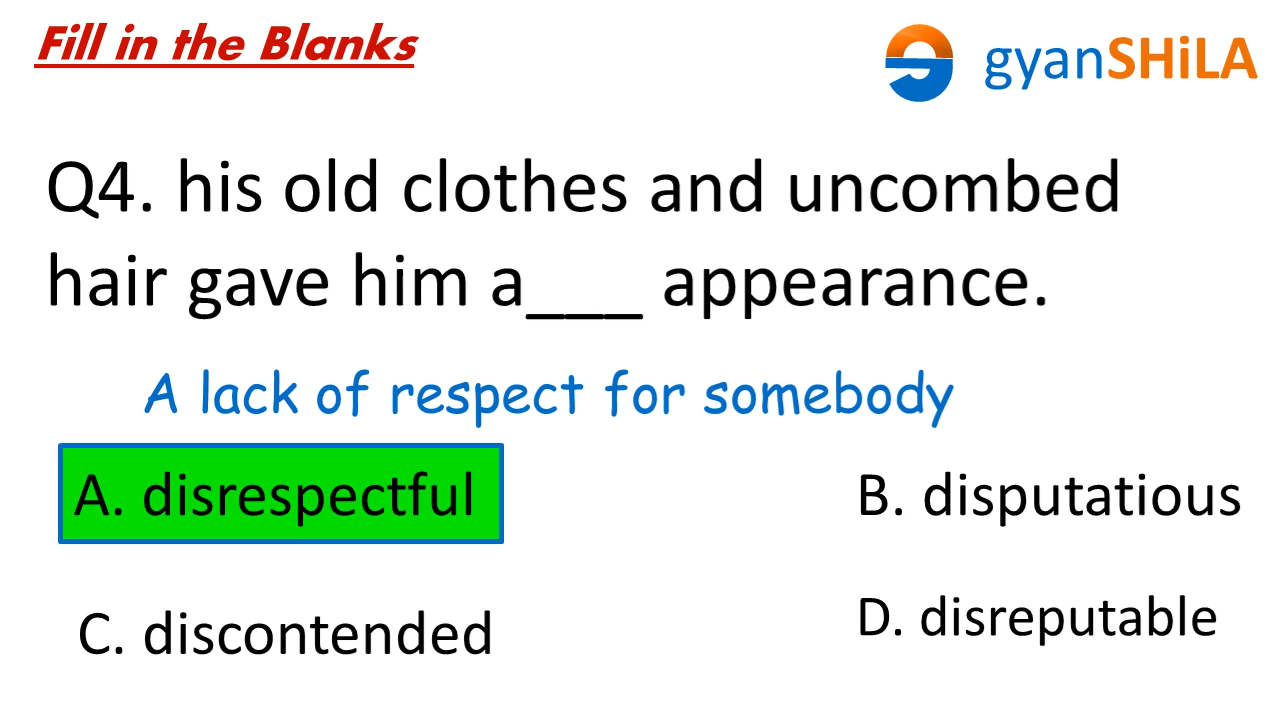 Fill in the Blanks
gyanSHiLA
Q4. his old clothes and uncombed
hair gave him a___ appearance.
A lack of respect for somebody
A. disrespectful
B. disputatious
C. discontended
D. disreputable